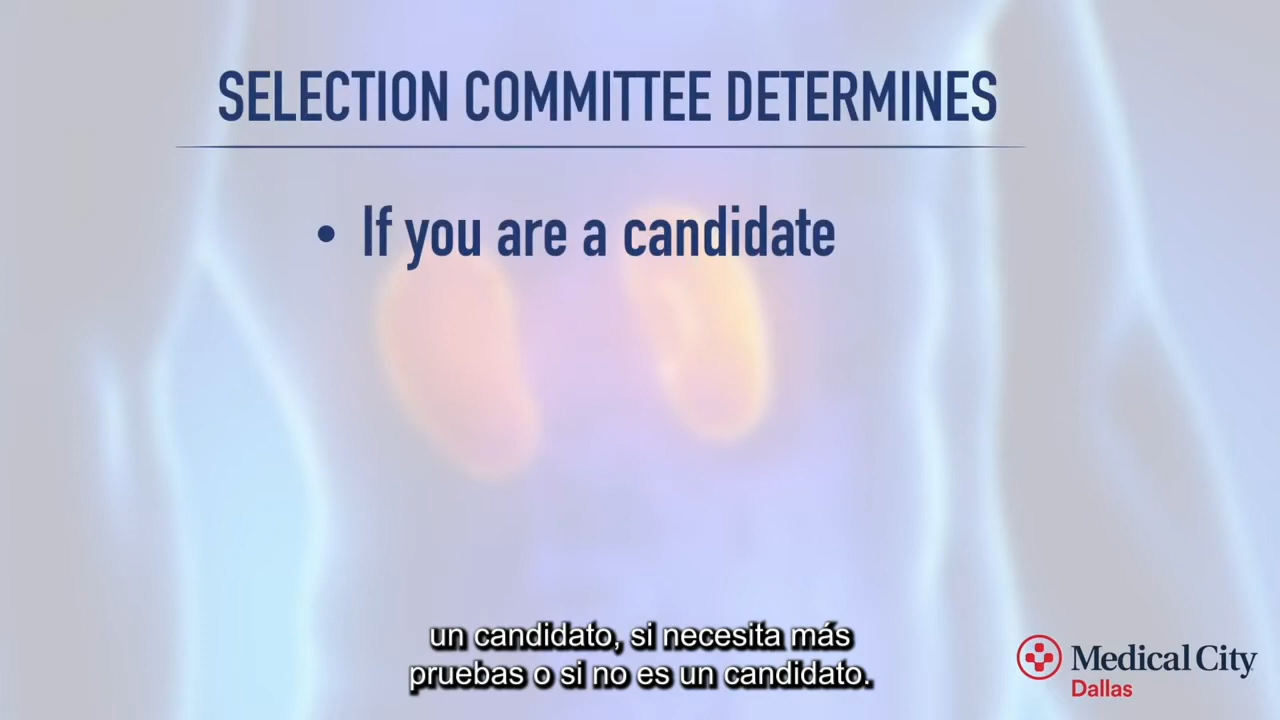 SELECTION COMMITTEE DETERMINES
• If you are a candidate
un candidato, si necesita más
pruebas o si no es un candidato.
Medical City
Dallas